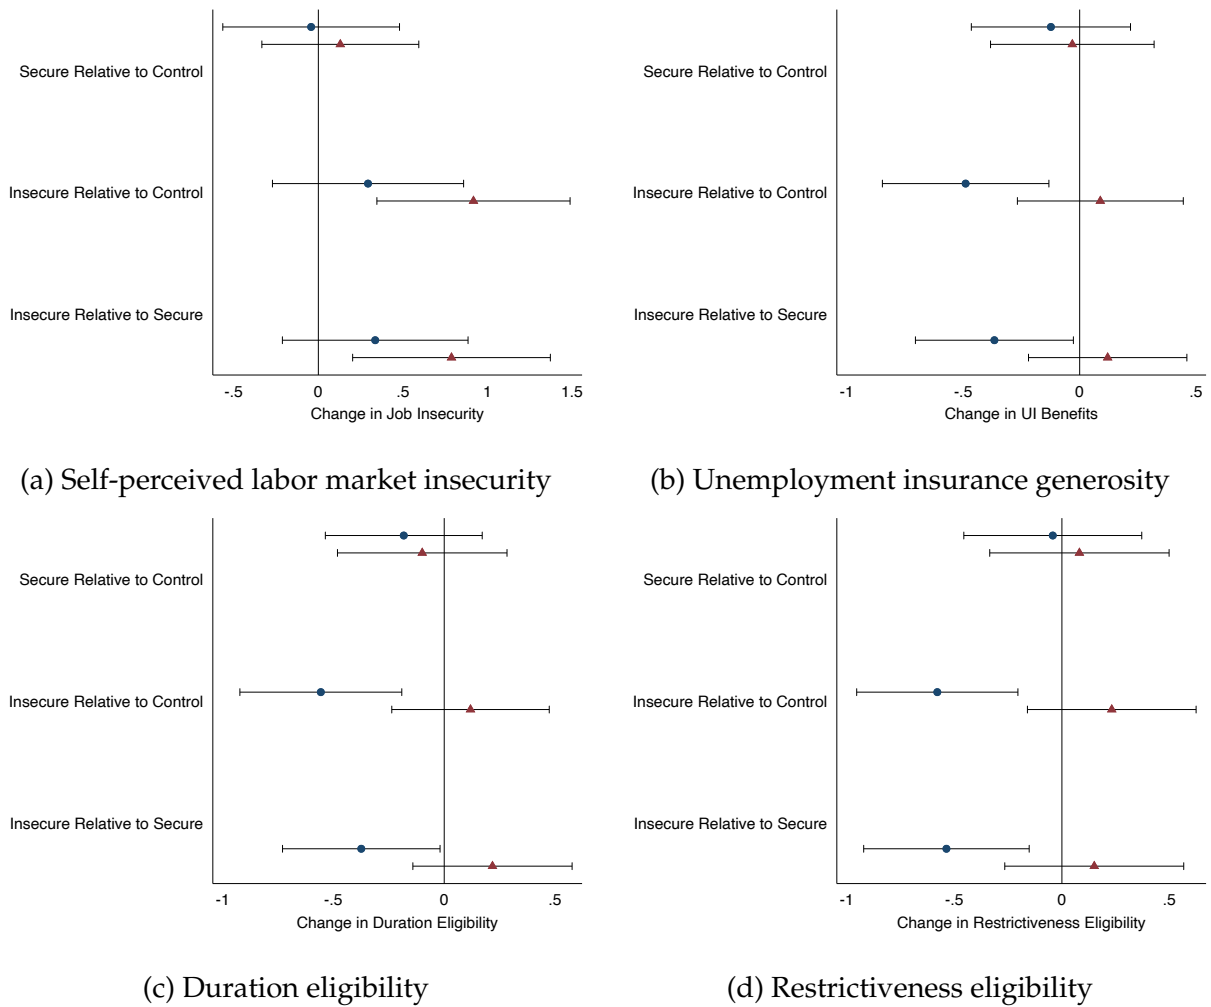 Secure Relative to Control
Insecure Relative to Control
Insecure Relative to Secure
-.5 0 .5 1 1.5
Change in Job Insecurity
(a) Self-perceived labor market insecurity
Secure Relative to Control
Insecure Relative to Control
Insecure Relative to Secure
-1 -.5 0 .5
Change in UI Benefits
(b) Unemployment insurance generosity
Secure Relative to Control
Insecure Relative to Control
Insecure Relative to Secure
-1 -.5 0 .5
Change in Duration Eligibility
(c) Duration eligibility
Secure Relative to Control
Insecure Relative to Control
Insecure Relative to Secure
-1 -.5 0 .5
Change in Restrictiveness Eligibility
(d) Restrictiveness eligibility